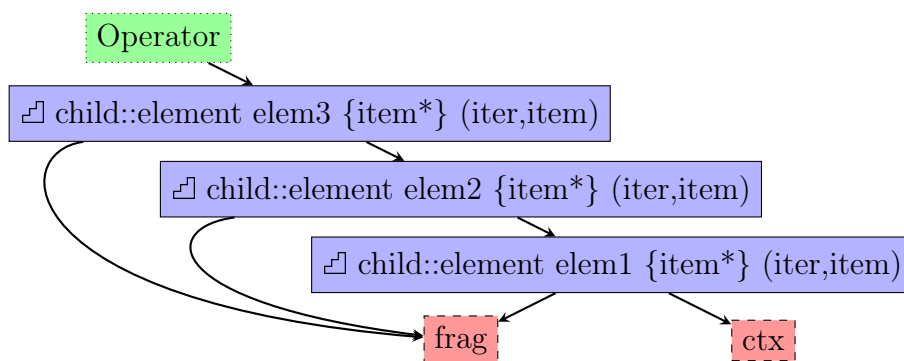 Operator
child::element elem3 {item*} (iter,item)
child::element elem2 {item*} (iter,item)
child::element elem1 {item*} (iter,item)
frag
ctx